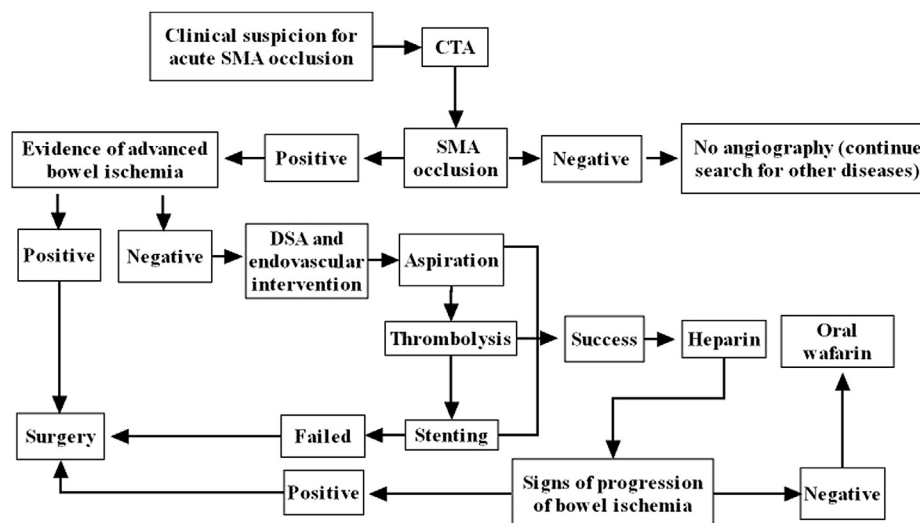 Clinical suspicion for
acute SMA occlusion
CTA
Evidence of advanced
bowel ischemia
Positive
SMA
occlusion
Negative
No angiography (continue
search for other diseases)
Positive
Negative
DSA and
endovascular
intervention
Aspiration
Thrombolysis
Success
Heparin
Oral
wafarin
Surgery
Failed
Stenting
Positive
Signs of progression
of bowel ischemia
Negative